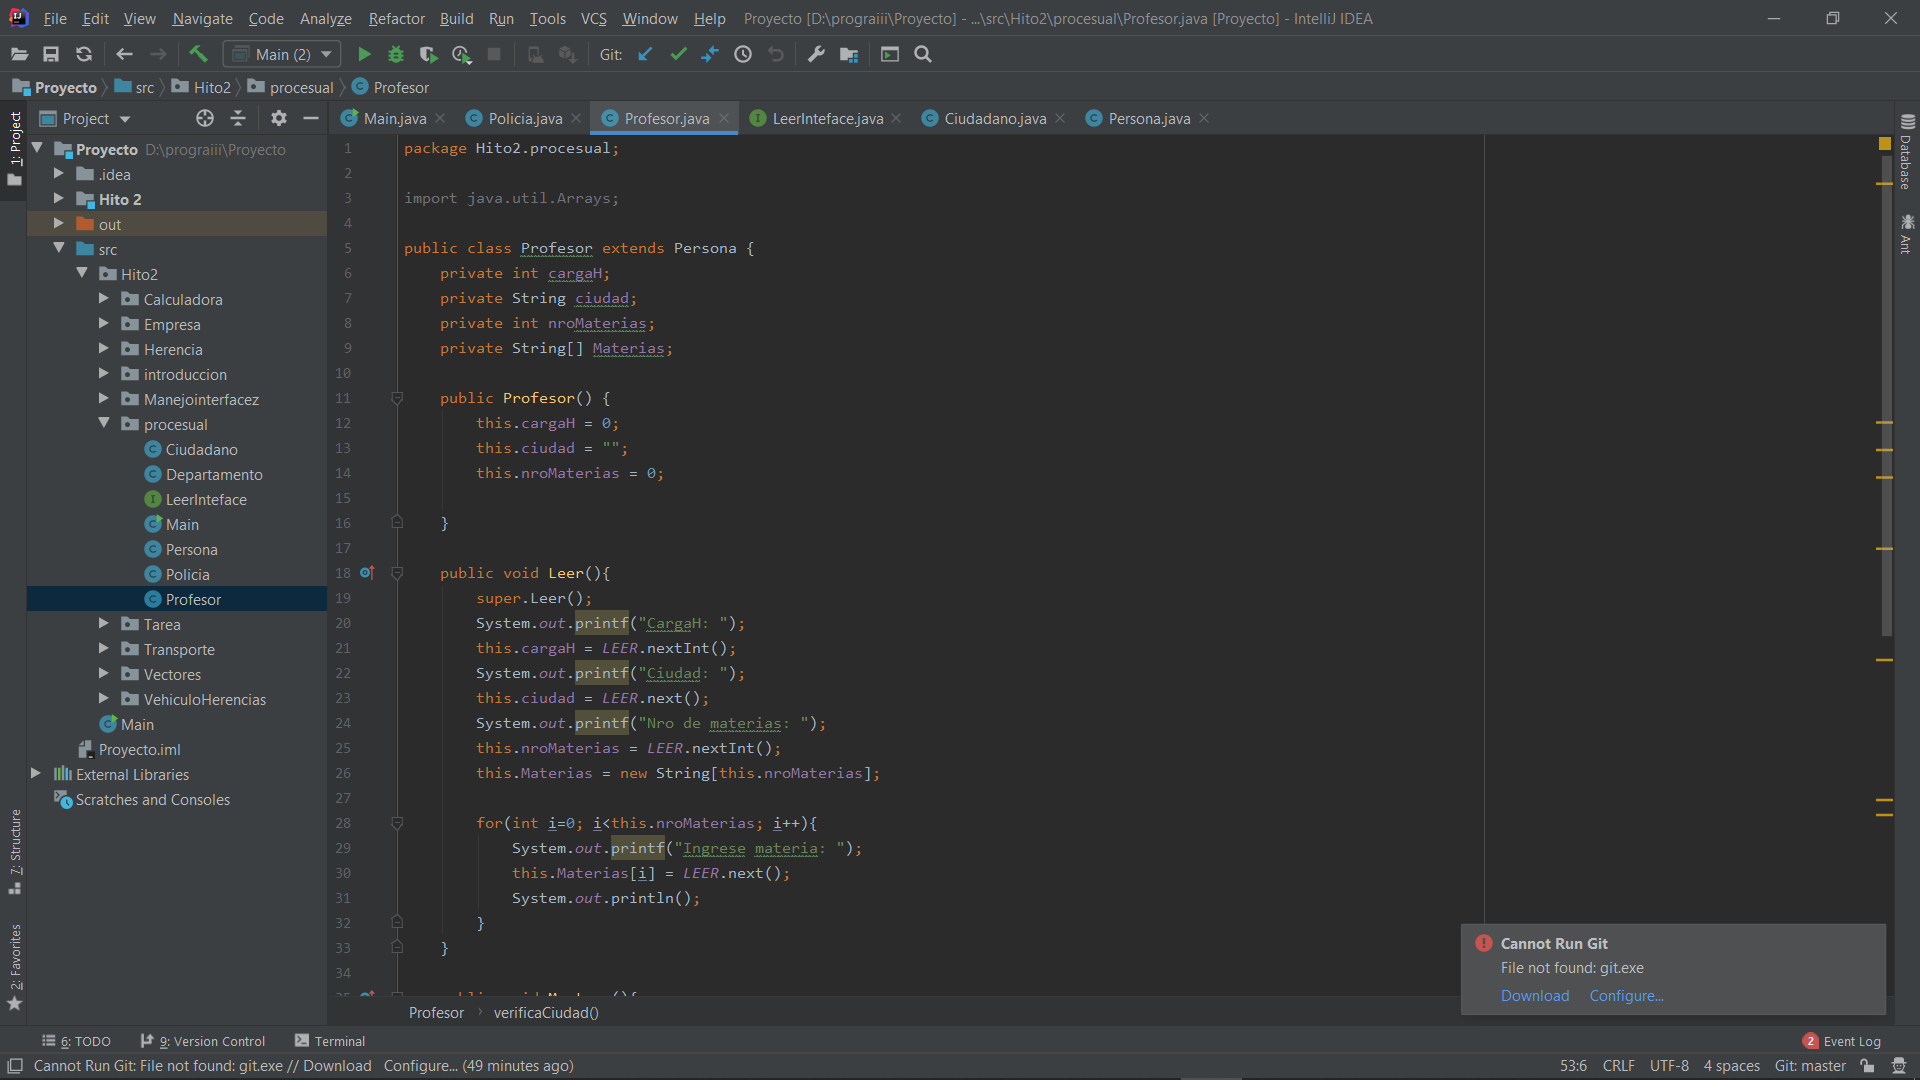 File Edit View Navigate Code Analyze Refactor Build Run Tools VCS Window Help Proyecto [D:\prograiii\Proyecto] - ...\src\Hito2\procesual\Profesor.java [Proyecto] - IntelliJ IDEA
Main (2) Git:
Proyecto src Hito2 procesual Profesor
Project Main.java Policia.java Profesor.java LeerInteface.java Ciudadano.java Persona.java
1: Project
7: Structure
2: Favorites
Proyecto D:\prograiii\Proyecto
.idea
Hito 2
out
src
Hito2
Calculadora
Empresa
Herencia
introduccion
Manejointerfacez
procesual
Ciudadano
Departamento
LeerInteface
Main
Persona
Policia
Profesor
Tarea
Transporte
Vectores
VehiculoHerencias
Main
Proyecto.iml
External Libraries
Scratches and Consoles
1 package Hito2.procesual;
2
3 import java.util.Arrays;
4
5 public class Profesor extends Persona {
6 private int cargaH;
7 private String ciudad;
8 private int nroMaterias;
9 private String[] Materias;
10
11 public Profesor() {
12 this.cargaH = 0;
13 this.ciudad = "";
14 this.nroMaterias = 0;
15
16 }
17
18 public void Leer(){
19 super.Leer();
20 System.out.printf("CargaH: ");
21 this.cargaH = LEER.nextInt();
22 System.out.printf("Ciudad: ");
23 this.ciudad = LEER.next();
24 System.out.printf("Nro de materias: ");
25 this.nroMaterias = LEER.nextInt();
26 this.Materias = new String[this.nroMaterias];
27
28 for(int i=0; i<this.nroMaterias; i++){
29 System.out.printf("Ingrese materia: ");
30 this.Materias[i] = LEER.next();
31 System.out.println();
32 }
33 }
34
Profesor verificaCiudad()
Database
Ant
Cannot Run Git
File not found: git.exe
Download Configure...
6: TODO 9: Version Control Terminal 2 Event Log
Cannot Run Git: File not found: git.exe // Download Configure... (49 minutes ago) 53:6 CRLF UTF-8 4 spaces Git: master